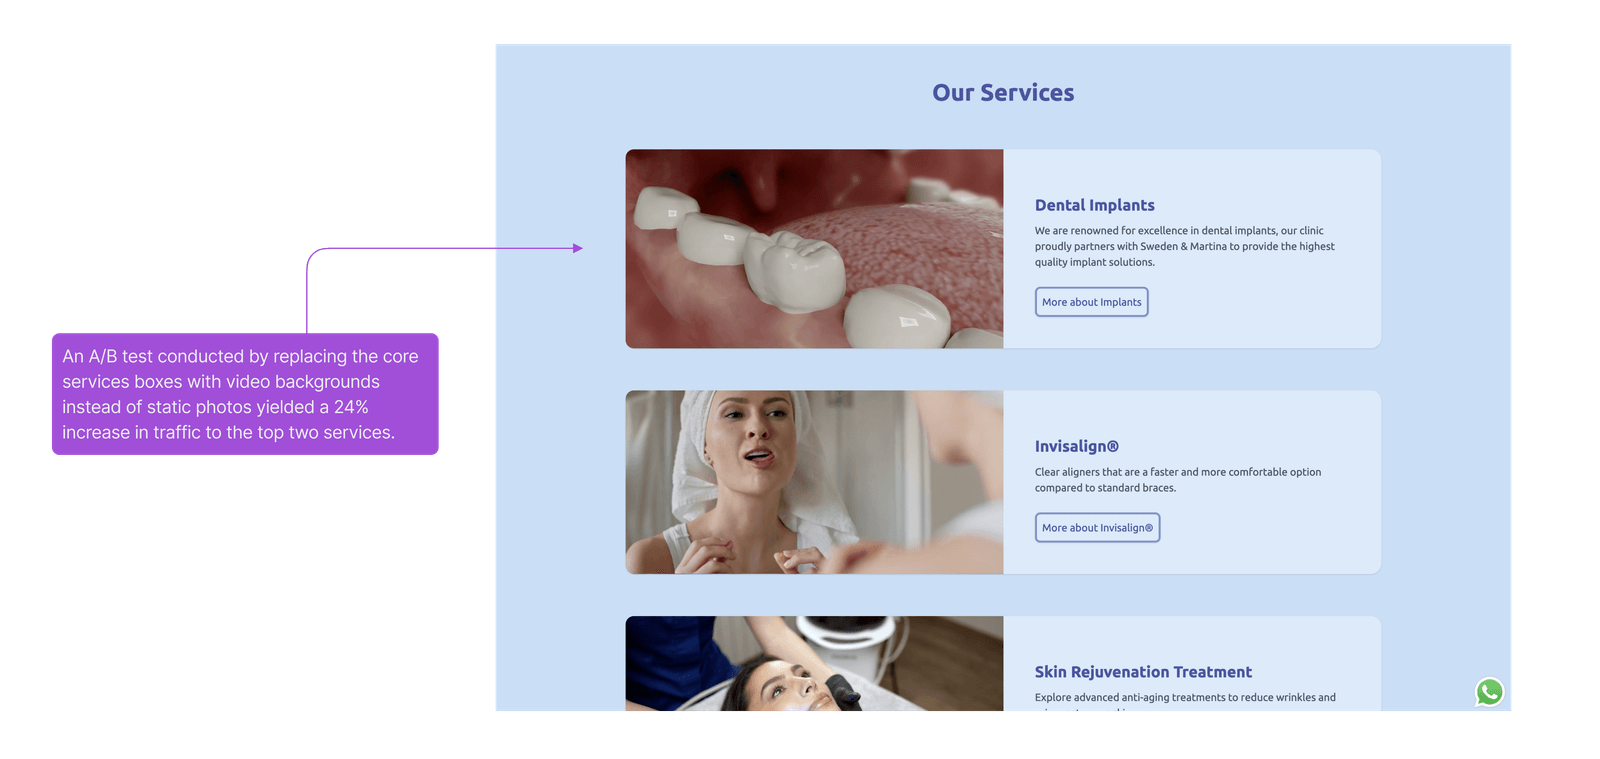 Our Services
An A/B test conducted by replacing the core
services boxes with video backgrounds
instead of static photos yielded a 24%
increase in traffic to the top two services.
Dental Implants
We are renowned for excellence in dental implants, our clinic
proudly partners with Sweden & Martina to provide the highest
quality implant solutions.
More about Implants
Invisalign®
Clear aligners that are a faster and more comfortable option
compared to standard braces.
More about Invisalign®
Skin Rejuvenation Treatment
Explore advanced anti-aging treatments to reduce wrinkles and